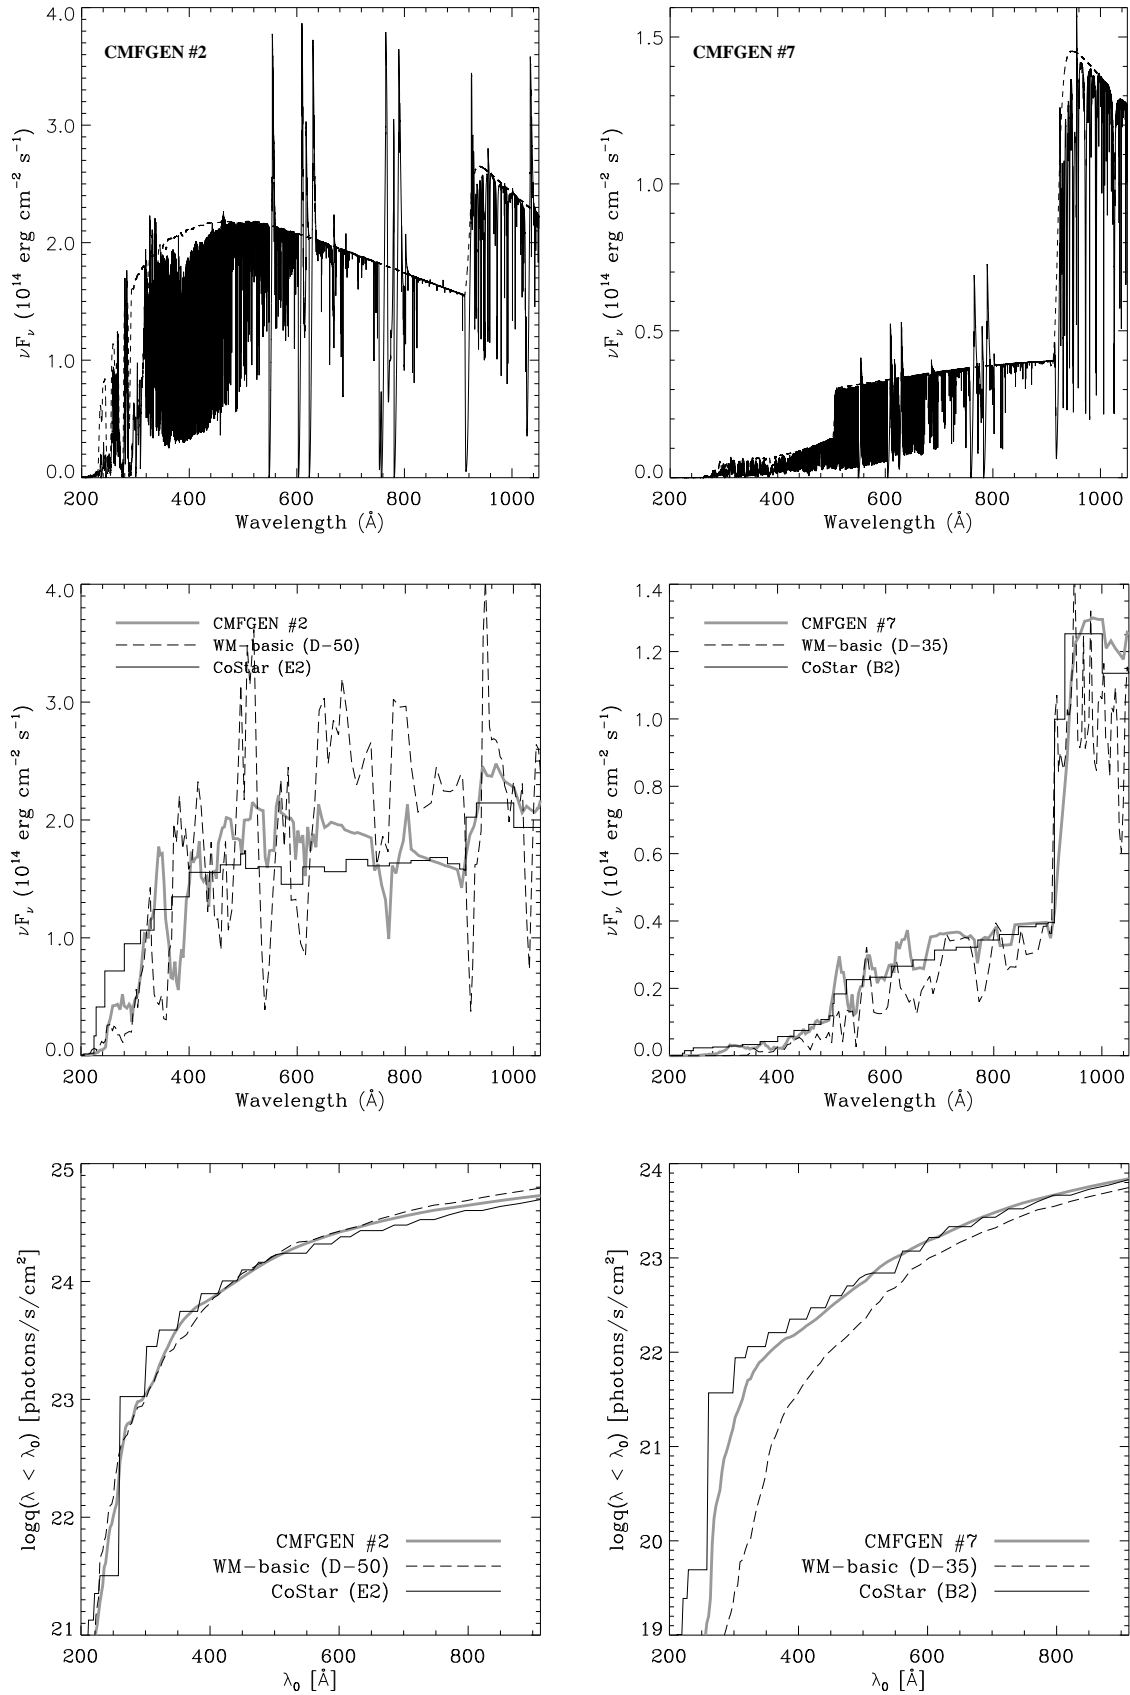 CMFGEN #2
4.0
3.0
2.0
1.0
0.0
νFν (10¹⁴ erg cm⁻² s⁻¹)
200 400 600 800 1000
Wavelength (Å)
CMFGEN #7
1.5
1.0
0.5
0.0
νFν (10¹⁴ erg cm⁻² s⁻¹)
200 400 600 800 1000
Wavelength (Å)
CMFGEN #2
WM-basic (D-50)
CoStar (E2)
4.0
3.0
2.0
1.0
0.0
νFν (10¹⁴ erg cm⁻² s⁻¹)
200 400 600 800 1000
Wavelength (Å)
CMFGEN #7
WM-basic (D-35)
CoStar (B2)
1.4
1.2
1.0
0.8
0.6
0.4
0.2
0.0
νFν (10¹⁴ erg cm⁻² s⁻¹)
200 400 600 800 1000
Wavelength (Å)
25
24
23
22
21
logq(λ < λ₀) [photons/s/cm²]
CMFGEN #2
WM-basic (D-50)
CoStar (E2)
200 400 600 800
λ₀ [Å]
24
23
22
21
20
19
logq(λ < λ₀) [photons/s/cm²]
CMFGEN #7
WM-basic (D-35)
CoStar (B2)
200 400 600 800
λ₀ [Å]